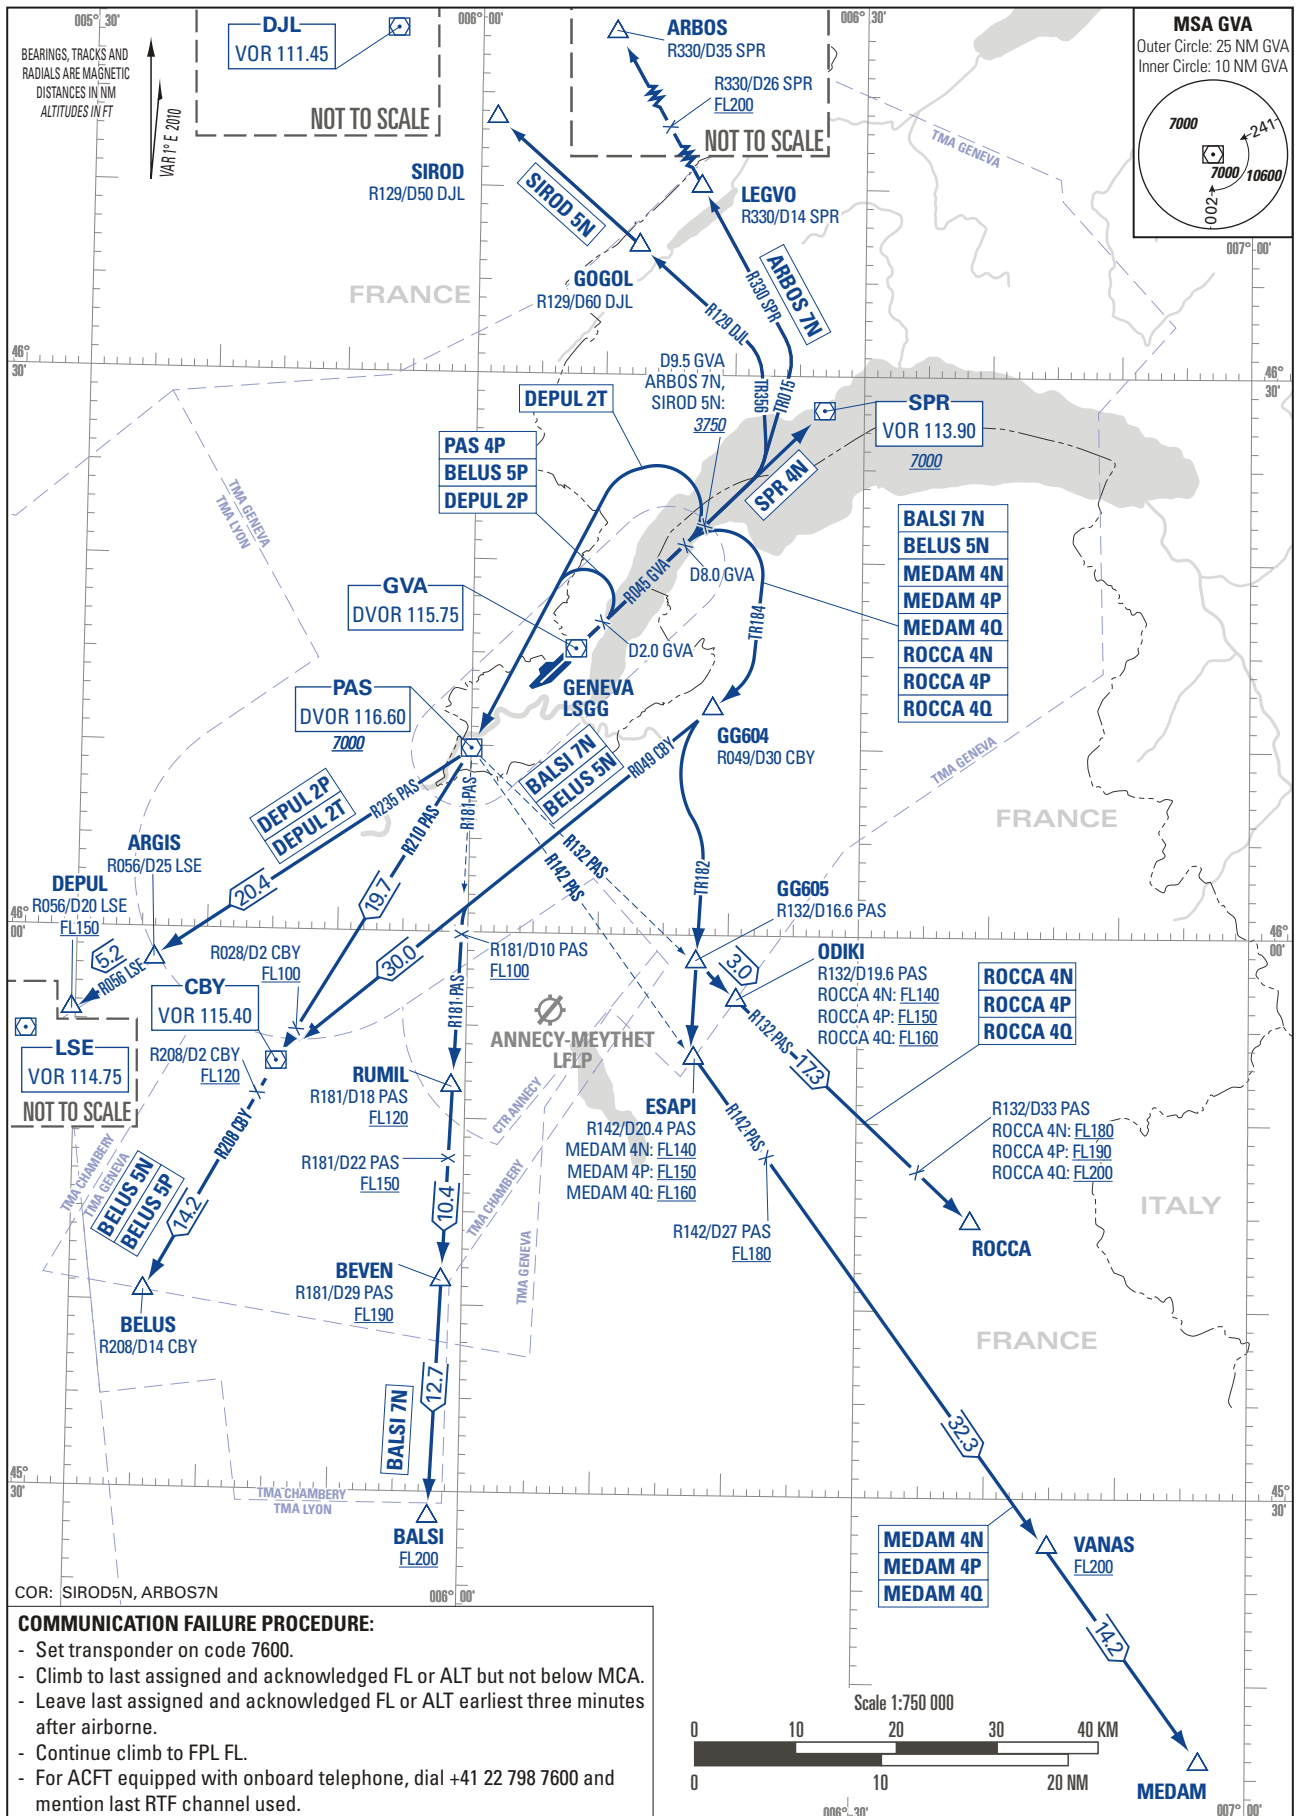 005° 30'
006° 00'
006° 30'
BEARINGS, TRACKS AND
RADIALS ARE MAGNETIC
DISTANCES IN NM
ALTITUDES IN FT
VAR 1° E 2010
DJL
VOR 111.45
NOT TO SCALE
ARBOS
R330/D35 SPR
R330/D26 SPR
FL200
NOT TO SCALE
MSA GVA
Outer Circle: 25 NM GVA
Inner Circle: 10 NM GVA
7000
241
7000
10600
002
TMA GENEVA
SIROD
R129/D50 DJL
SIROD 5N
LEGVO
R330/D14 SPR
007° 00'
GOGOL
R129/D60 DJL
FRANCE
ARBOS 7N
R330 SPR
R129 DJL
46°
30'
46°
30'
D9.5 GVA
ARBOS 7N,
SIROD 5N:
3750
TR356
TR015
DEPUL 2T
SPR
VOR 113.90
7000
PAS 4P
BELUS 5P
DEPUL 2P
SPR 4N
TMA GENEVA
TMA LYON
BALSI 7N
BELUS 5N
MEDAM 4N
MEDAM 4P
MEDAM 4Q
ROCCA 4N
ROCCA 4P
ROCCA 4Q
D8.0 GVA
R045 GVA
GVA
DVOR 115.75
TR184
D2.0 GVA
GENEVA
LSGG
PAS
DVOR 116.60
7000
GG604
R049/D30 CBY
TMA GENEVA
BALSI 7N
BELUS 5N
R049 CBY
DEPUL 2P
DEPUL 2T
R235 PAS
R210 PAS
R181 PAS
R132 PAS
R142 PAS
TR182
FRANCE
ARGIS
R056/D25 LSE
DEPUL
R056/D20 LSE
FL150
20.4
19.7
30.0
5.2
R056 LSE
GG605
R132/D16.6 PAS
46°
00'
46°
00'
R028/D2 CBY
FL100
R181/D10 PAS
FL100
3.0
ODIKI
R132/D19.6 PAS
ROCCA 4N: FL140
ROCCA 4P: FL150
ROCCA 4Q: FL160
ROCCA 4N
ROCCA 4P
ROCCA 4Q
CBY
VOR 115.40
R181 PAS
ANNECY-MEYTHET
LFLP
R132 PAS
17.3
LSE
VOR 114.75
NOT TO SCALE
R208/D2 CBY
FL120
RUMIL
R181/D18 PAS
FL120
CTR ANNECY
ESAPI
R142/D20.4 PAS
MEDAM 4N: FL140
MEDAM 4P: FL150
MEDAM 4Q: FL160
R142 PAS
R132/D33 PAS
ROCCA 4N: FL180
ROCCA 4P: FL190
ROCCA 4Q: FL200
R208 CBY
TMA CHAMBERY
TMA GENEVA
R181/D22 PAS
FL150
BELUS 5N
BELUS 5P
14.2
10.4
TMA CHAMBERY
TMA GENEVA
ITALY
R142/D27 PAS
FL180
ROCCA
BEVEN
R181/D29 PAS
FL190
BELUS
R208/D14 CBY
FRANCE
12.7
BALSI 7N
32.3
45°
30'
45°
30'
TMA CHAMBERY
TMA LYON
BALSI
FL200
MEDAM 4N
MEDAM 4P
MEDAM 4Q
VANAS
FL200
COR: SIROD5N, ARBOS7N
006° 00'
14.2
COMMUNICATION FAILURE PROCEDURE:
- Set transponder on code 7600.
- Climb to last assigned and acknowledged FL or ALT but not below MCA.
- Leave last assigned and acknowledged FL or ALT earliest three minutes
after airborne.
- Continue climb to FPL FL.
- For ACFT equipped with onboard telephone, dial +41 22 798 7600 and
mention last RTF channel used.
Scale 1:750 000
0 10 20 30 40 KM
0 10 20 NM
MEDAM
006° 30'
007° 00'